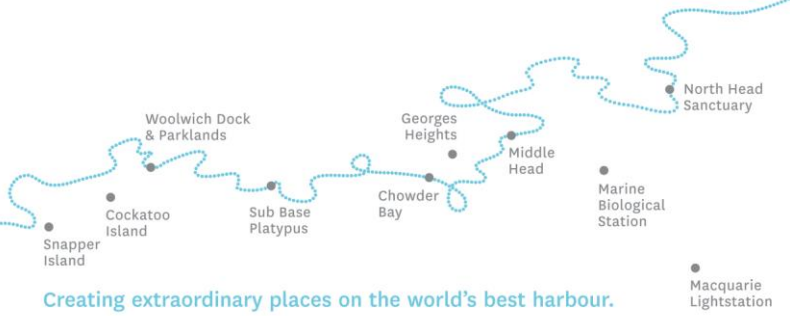 North Head
Sanctuary
Woolwich Dock
& Parklands
Georges
Heights
Middle
Head
Marine
Biological
Station
Chowder
Bay
Cockatoo
Island
Sub Base
Platypus
Snapper
Island
Macquarie
Lightstation
Creating extraordinary places on the world's best harbour.